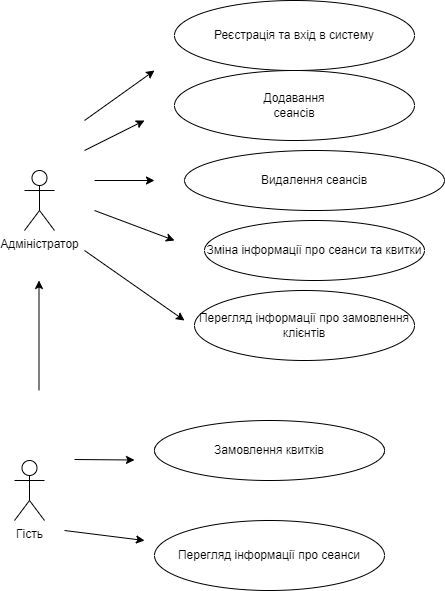 Реєстрація та вхід в систему
Додавання
сеансів
Видалення сеансів
Адміністратор
Зміна інформації про сеанси та квитки
Перегляд інформації про замовлення
клієнтів
Замовлення квитків
Гість
Перегляд інформації про сеанси